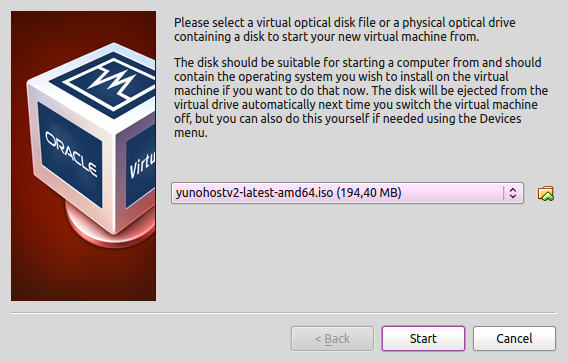 Please select a virtual optical disk file or a physical optical drive
containing a disk to start your new virtual machine from.
The disk should be suitable for starting a computer from and should
contain the operating system you wish to install on the virtual
machine if you want to do that now. The disk will be ejected from the
virtual drive automatically next time you switch the virtual machine
off, but you can also do this yourself if needed using the Devices
menu.
ORACLE
Virtu
yunohostv2-latest-amd64.iso (194,40 MB)
< Back
Start
Cancel